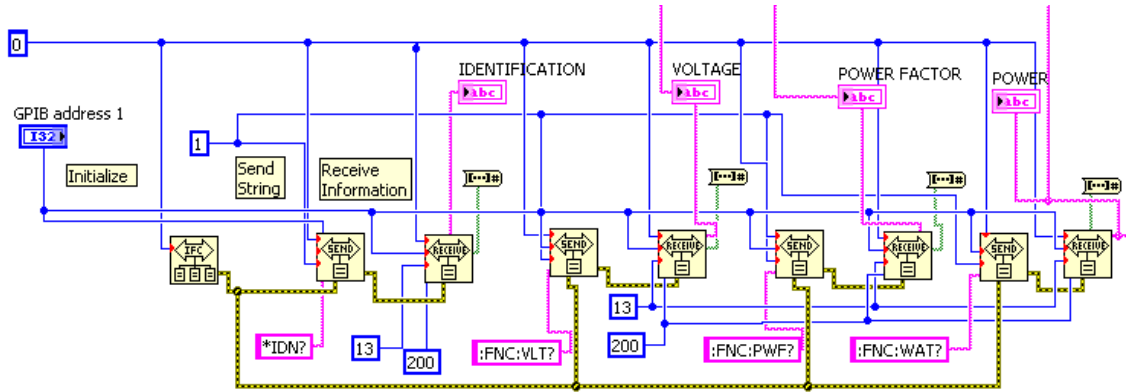 0
IDENTIFICATION
abc
VOLTAGE
abc
POWER FACTOR
abc
POWER
abc
GPIB address 1
I32
1
Initialize
Send
String
Receive
Information
[...]#
[...]#
[...]#
[...]#
IFC
SEND
RECEIVE
SEND
RECEIVE
SEND
RECEIVE
SEND
RECEIVE
*IDN?
13
200
:FNC:VLT?
13
200
:FNC:PWF?
:FNC:WAT?